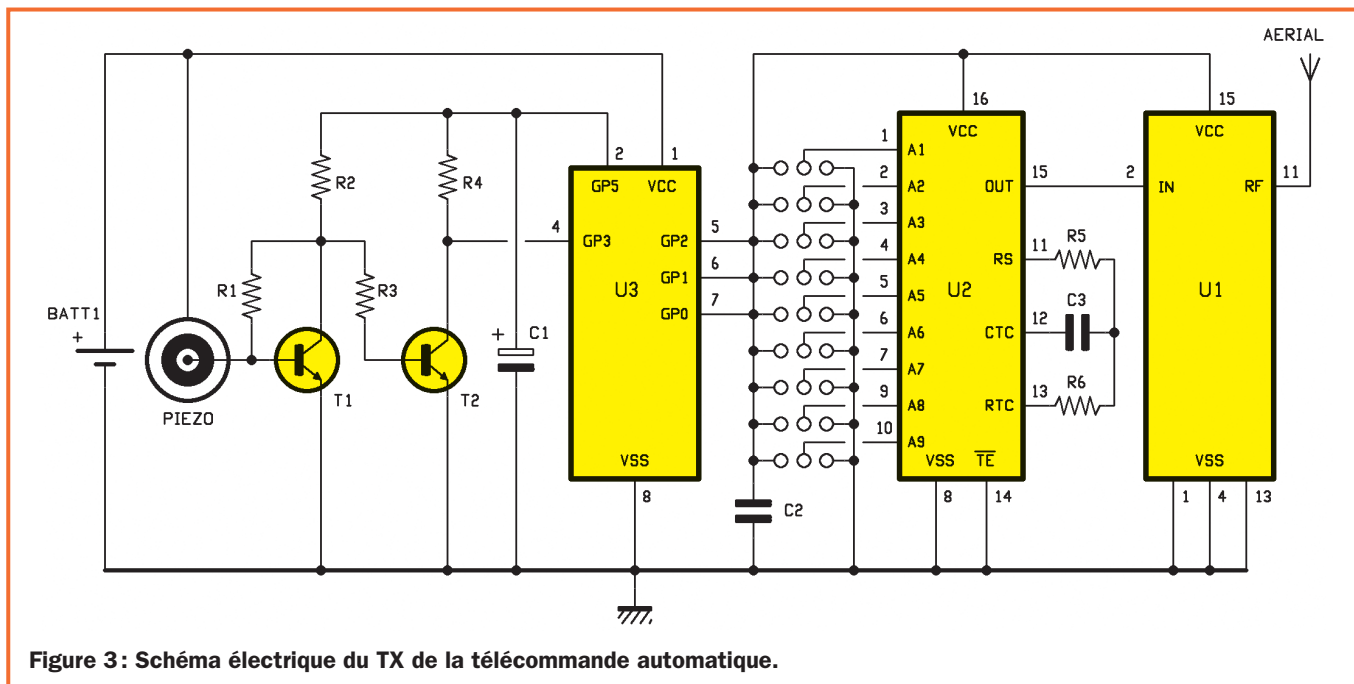 AERIAL
16
15
VCC
VCC
1
A1
2
A2
3
A3
4
A4
5
A5
6
A6
7
A7
9
A8
10
A9
OUT
15
2
IN
RF
11
RS
11
R5
U2
U1
CTC
12
C3
RTC
13
R6
VSS
TE
VSS
8
14
1
4
13
R2
R4
2
1
GP5
VCC
4
GP3
GP2
5
GP1
6
U3
GP0
7
R1
R3
BATT1
+
+
C1
PIEZO
T1
T2
VSS
8
C2
Figure 3: Schéma électrique du TX de la télécommande automatique.